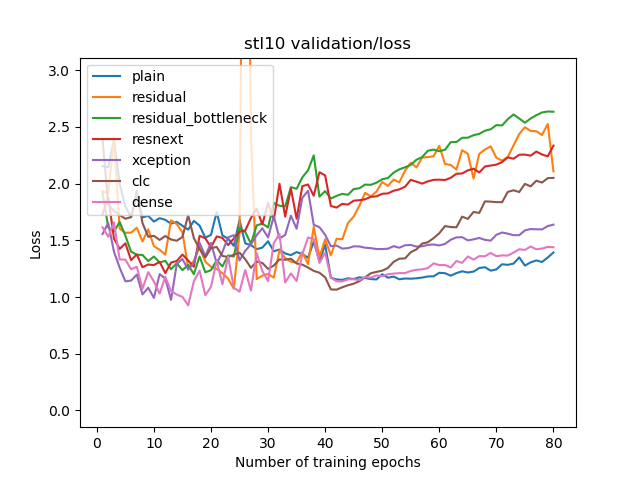 stl10 validation/loss
3.0
2.5
2.0
1.5
1.0
0.5
0.0
Loss
plain
residual
residual_bottleneck
resnext
xception
clc
dense
0 10 20 30 40 50 60 70 80
Number of training epochs